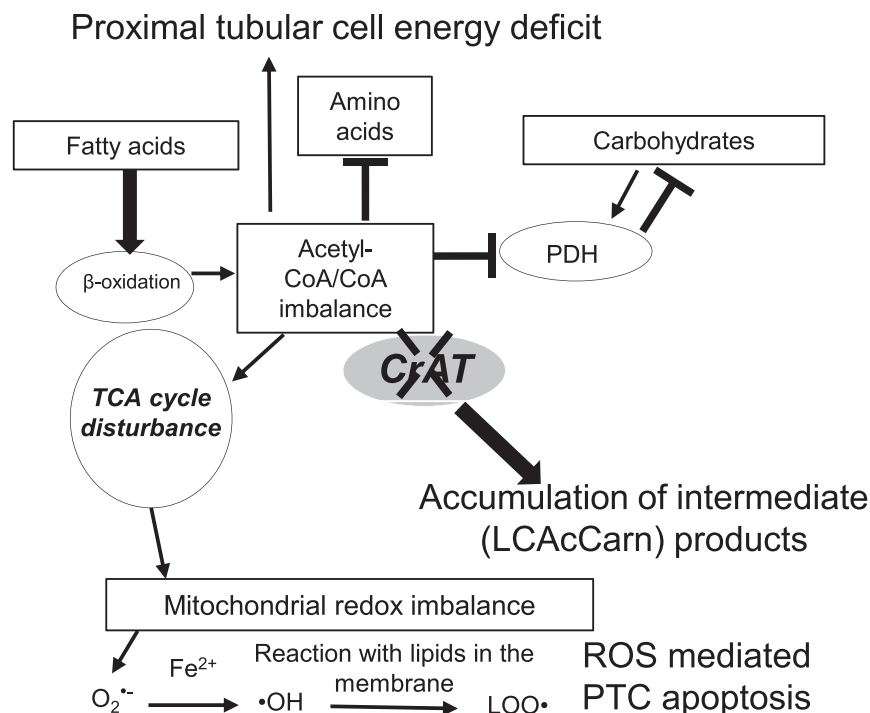 Proximal tubular cell energy deficit
Amino
acids
Fatty acids
Carbohydrates
Acetyl-
CoA/CoA
imbalance
PDH
β-oxidation
CrAT
TCA cycle
disturbance
Accumulation of intermediate
(LCAcCarn) products
Mitochondrial redox imbalance
Reaction with lipids in the
membrane
Fe²⁺
O₂•⁻
•OH
LOO•
ROS mediated
PTC apoptosis